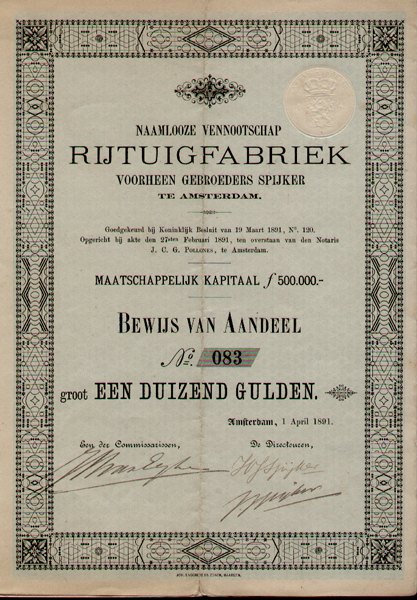 NAAMLOOZE VENNOOTSCHAP
RIJTUIGFABRIEK
VOORHEEN GEBROEDERS SPIJKER
TE AMSTERDAM.
Goedgekeurd bij Koninklijk Besluit van 19 Maart 1891, No. 120.
Opgericht bij akte den 27sten Februari 1891, ten overstaan van den Notaris
J. C. G. POLLONES, te Amsterdam.
MAATSCHAPPELIJK KAPITAAL ƒ 500.000.-
BEWIJS VAN AANDEEL
No. 083
groot EEN DUIZEND GULDEN.
Amsterdam, 1 April 1891.
Een der Commissarissen, De Directeuren,